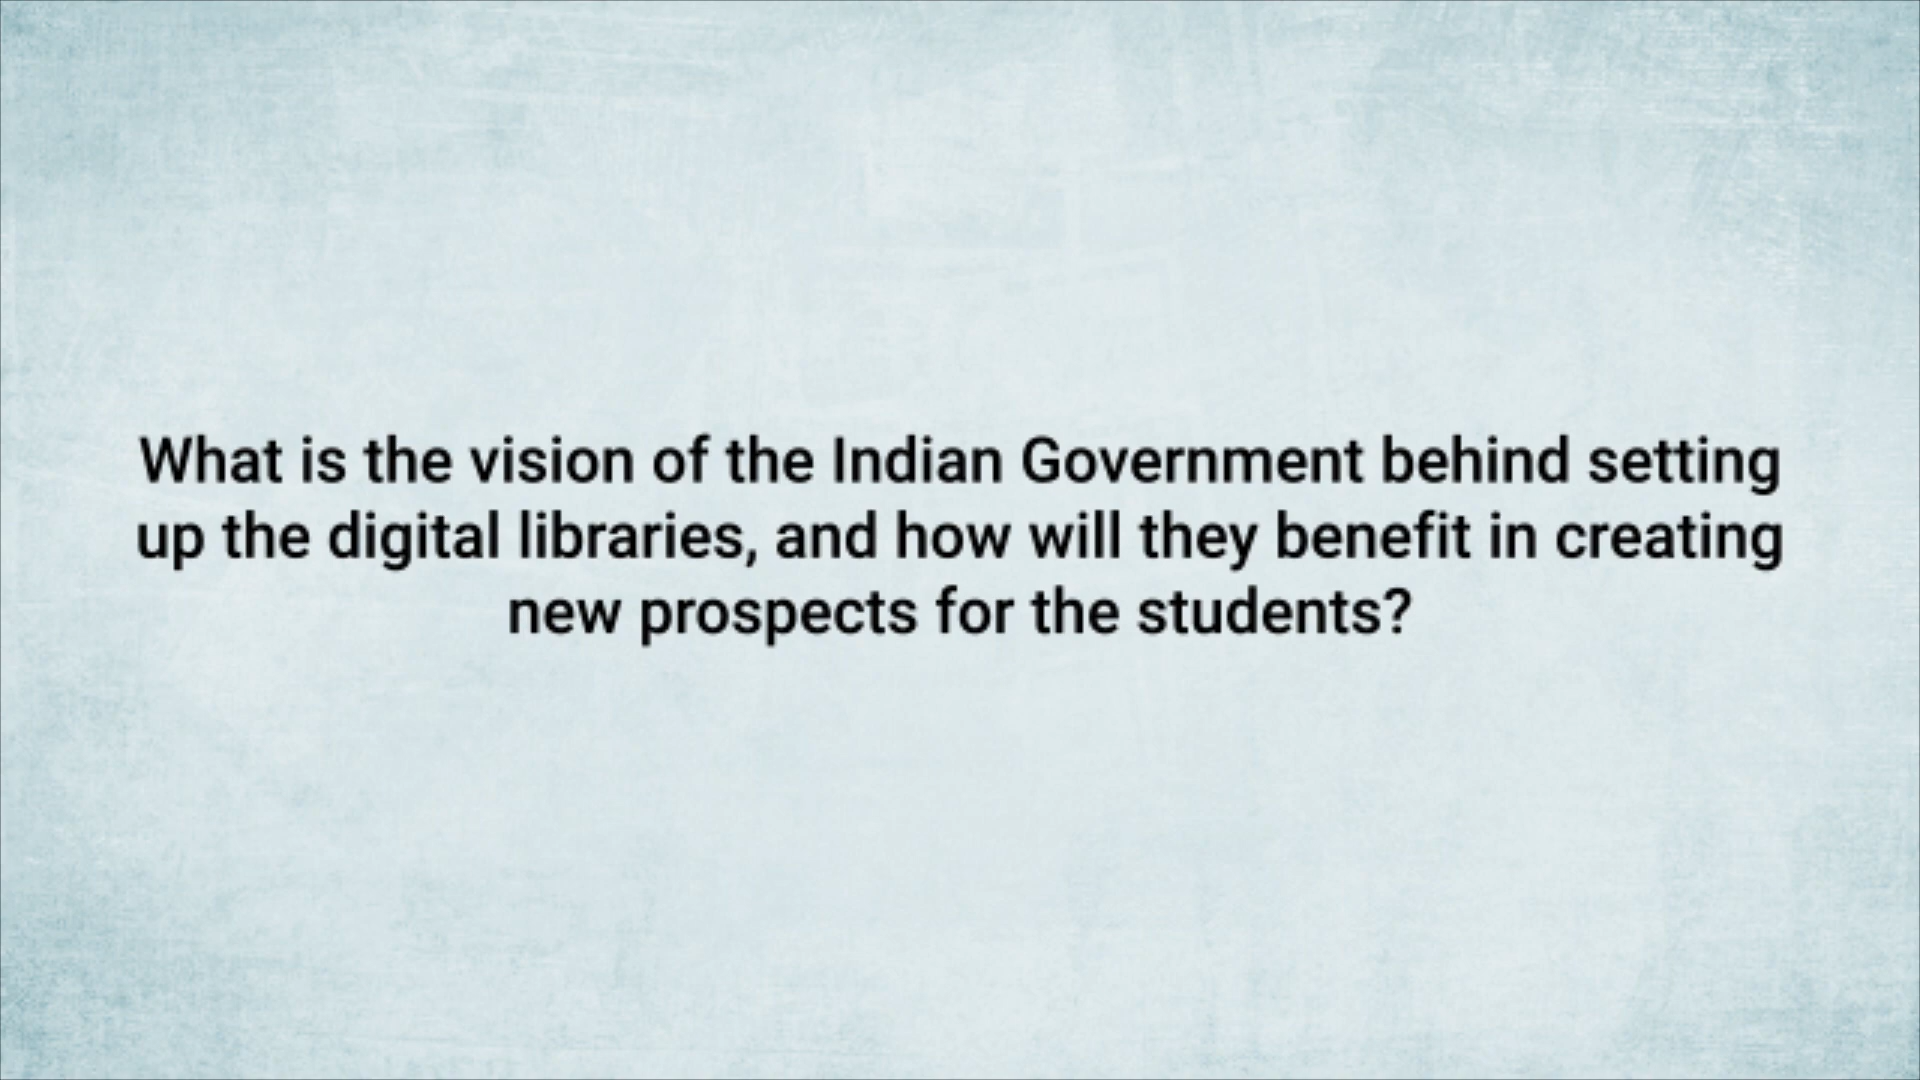 What is the vision of the Indian Government behind setting
up the digital libraries, and how will they benefit in creating
new prospects for the students?